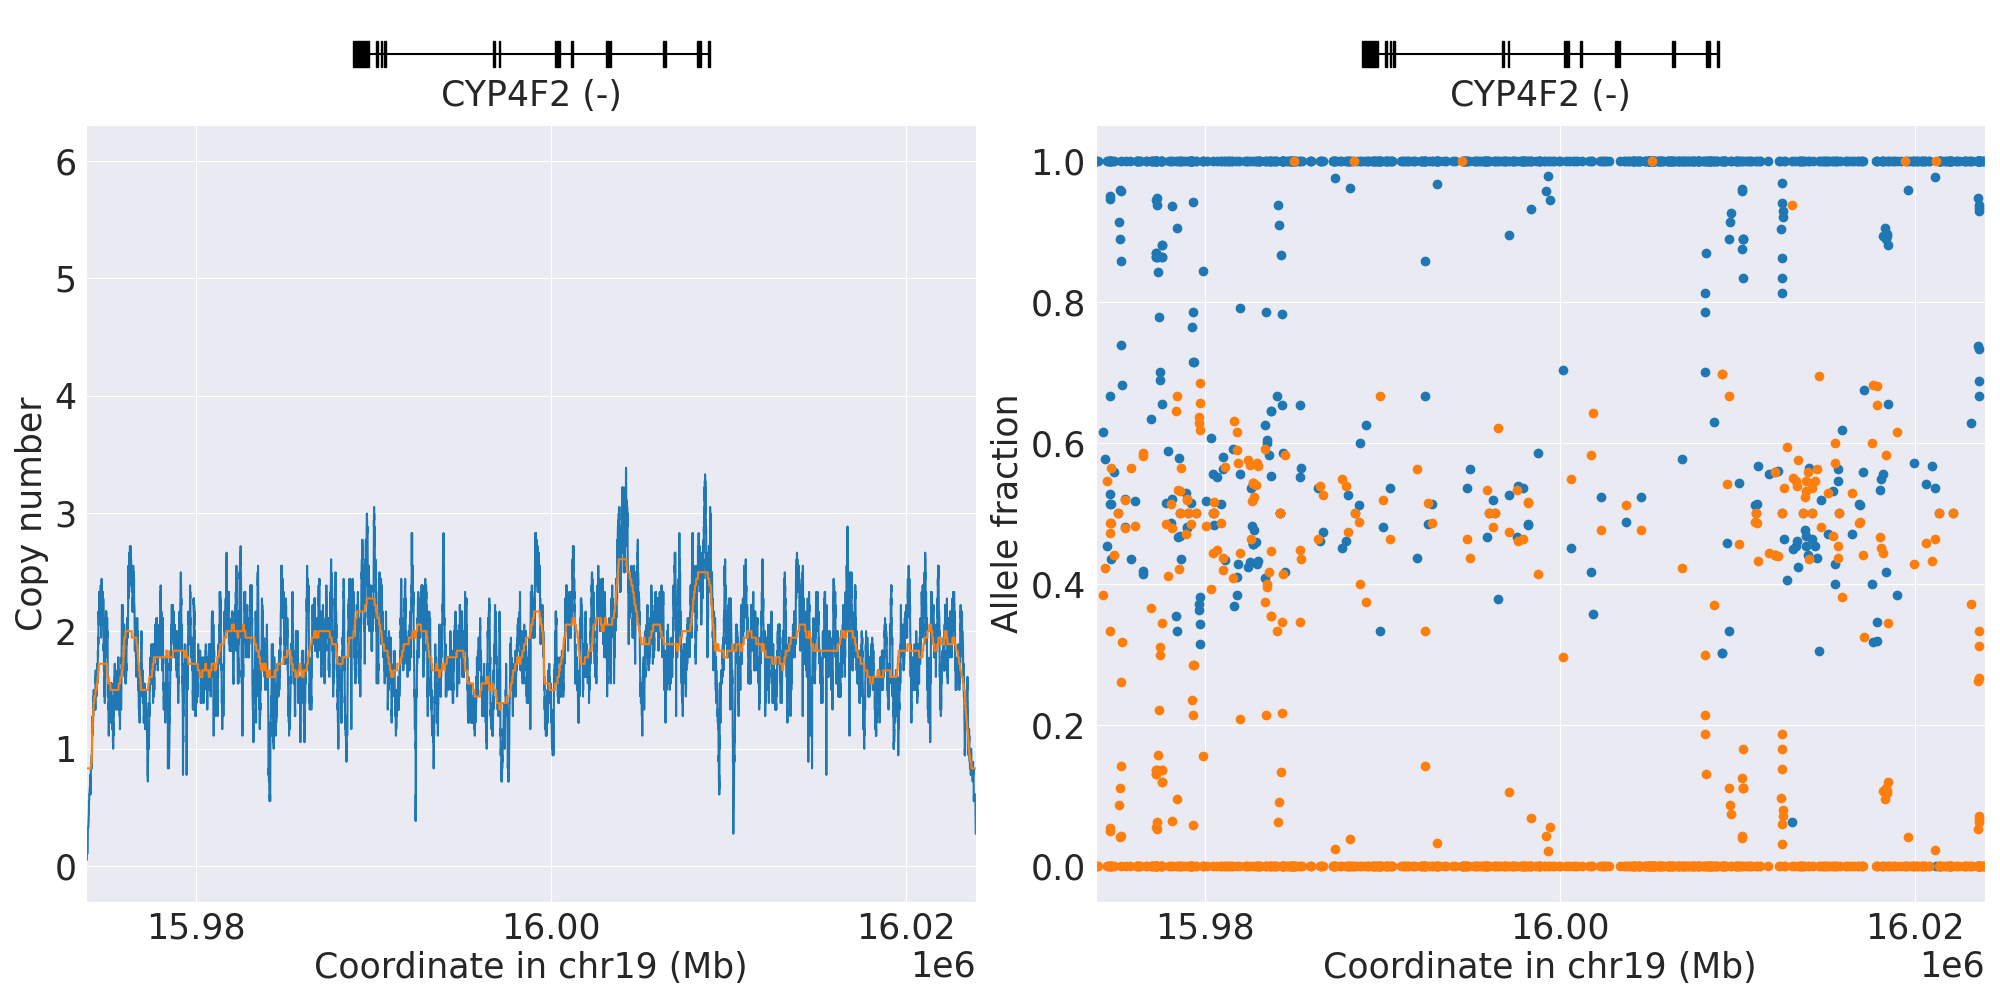 CYP4F2 (-)
Copy number
6
5
4
3
2
1
0
15.98
16.00
16.02
Coordinate in chr19 (Mb)
1e6
CYP4F2 (-)
Allele fraction
1.0
0.8
0.6
0.4
0.2
0.0
15.98
16.00
16.02
Coordinate in chr19 (Mb)
1e6